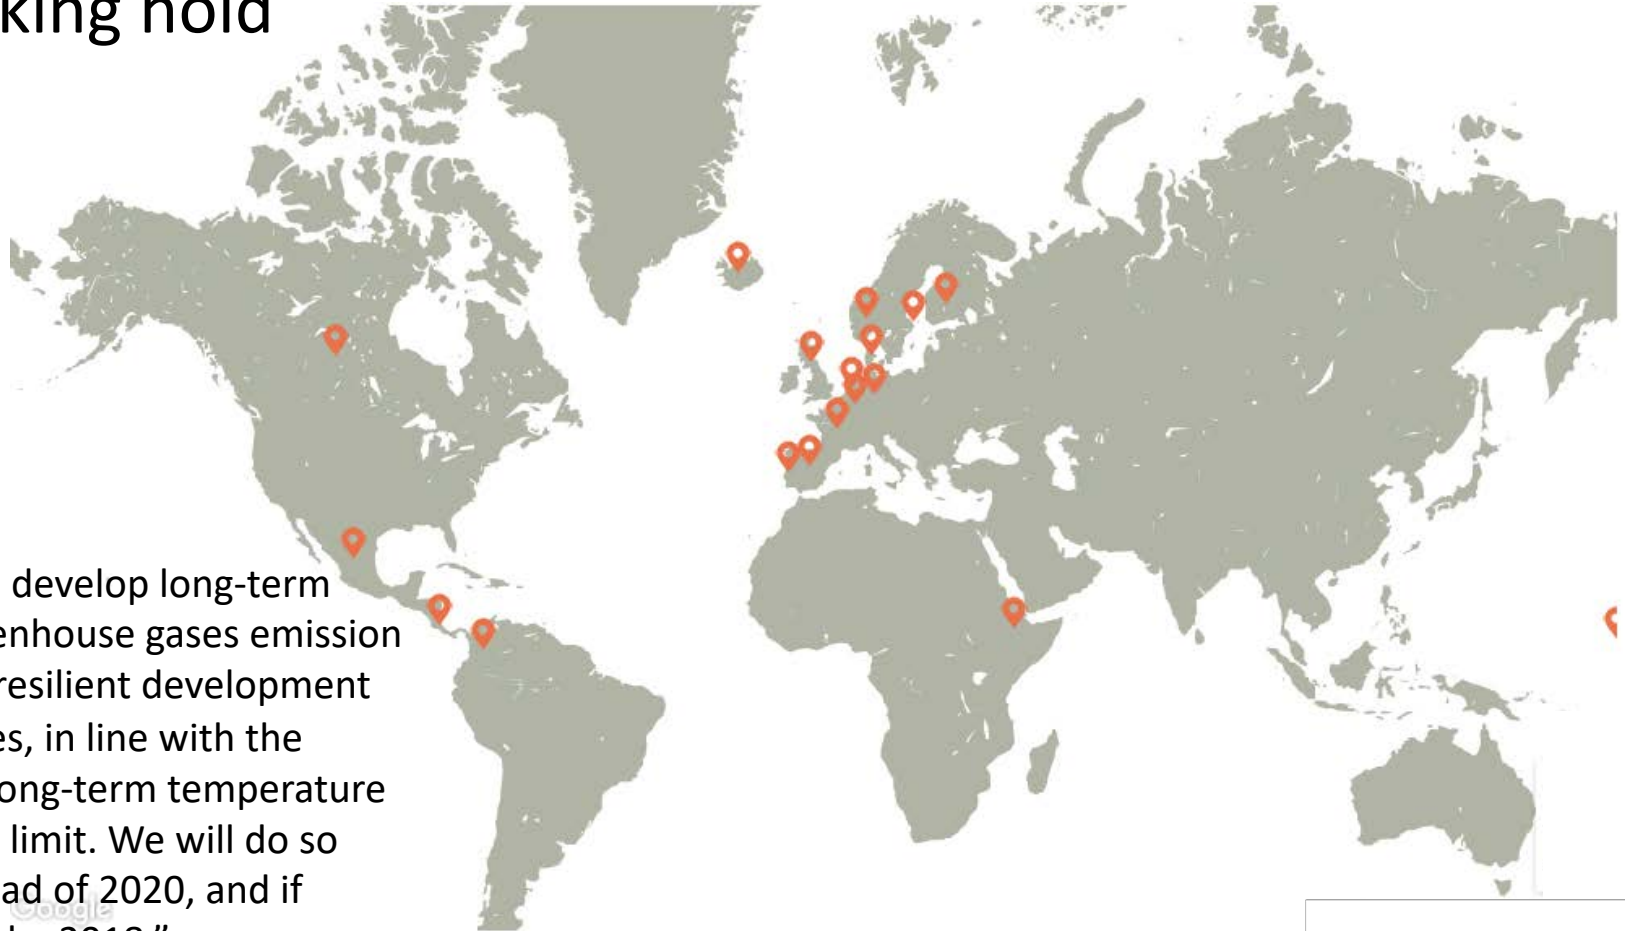 king hold
develop long-term
enhouse gases emission
resilient development
es, in line with the
ong-term temperature
limit. We will do so
ad of 2020, and if
Google
2018."